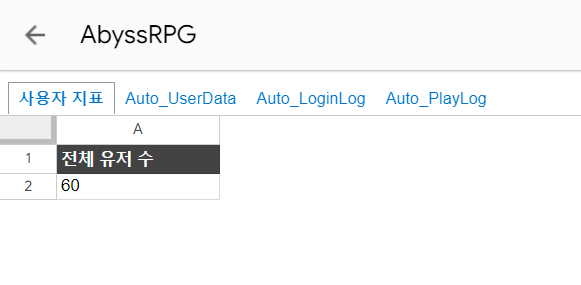 AbyssRPG
사용자 지표 Auto_UserData Auto_LoginLog Auto_PlayLog
A
1 전체 유저 수
2 60